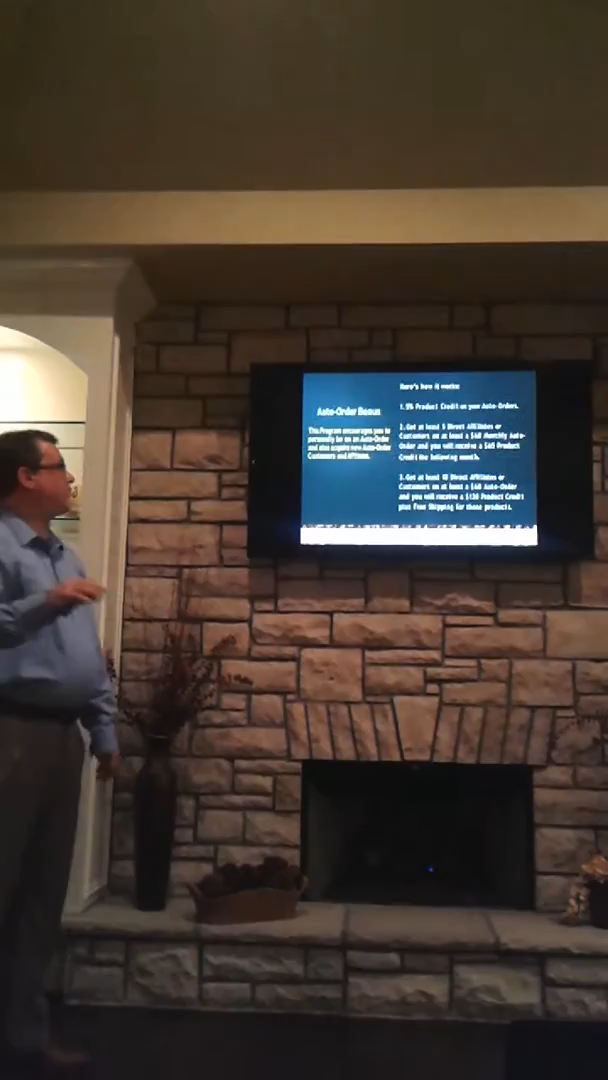 Auto-Order Bonus
This Program encourages you to
personally be on an Auto-Order
and also acquire new Auto-Order
Customers and Affiliates.
Here's how it works:
1. 5% Product Credit on your Auto-Orders.
2. Get at least 5 Direct Affiliates or
Customers on at least a $60 Monthly Auto-
Order and you will receive a $65 Product
Credit the following month.
3. Get at least 10 Direct Affiliates or
Customers on at least a $60 Auto-Order
and you will receive a $130 Product Credit
plus Free Shipping for these products.